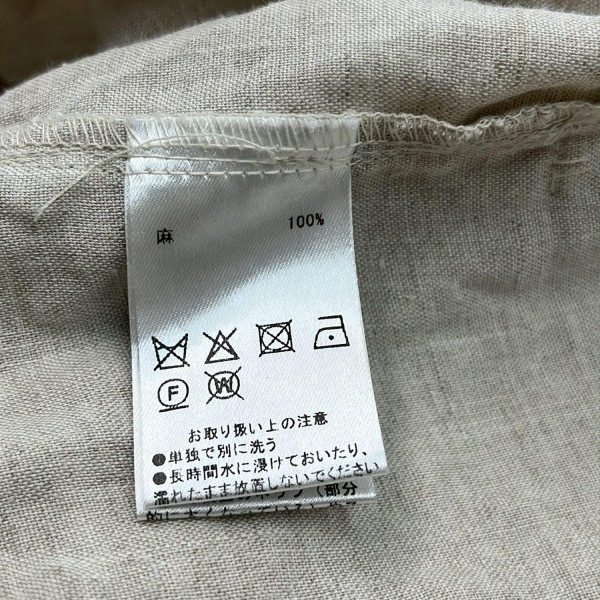 麻 100%
F W
お取り扱い上の注意
●単独で別に洗う
●長時間水に浸けておいたり、
濡れたまま放置しないでください
（部分
的に